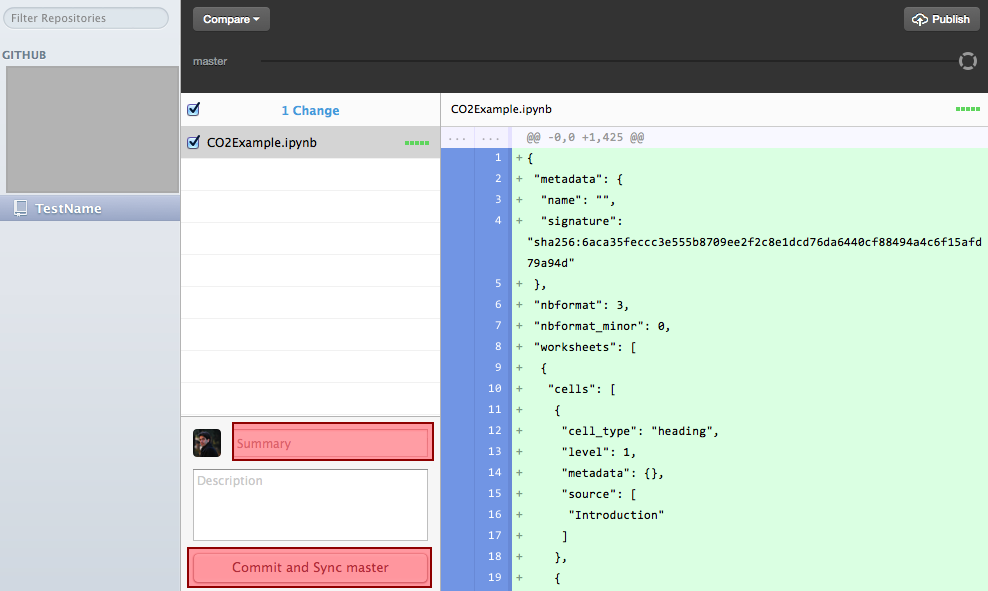 Filter Repositories
GITHUB
TestName
Compare
Publish
master
1 Change
CO2Example.ipynb
CO2Example.ipynb
... ... @@ -0,0 +1,425 @@
1 + {
2 + "metadata": {
3 + "name": "",
4 + "signature":
"sha256:6aca35feccc3e555b8709ee2f2c8e1dcd76da6440cf88494a4c6f15afd
79a94d"
5 + },
6 + "nbformat": 3,
7 + "nbformat_minor": 0,
8 + "worksheets": [
9 + {
10 + "cells": [
11 + {
12 + "cell_type": "heading",
13 + "level": 1,
14 + "metadata": {},
15 + "source": [
16 + "Introduction"
17 + ]
18 + },
19 + {
Summary
Description
Commit and Sync master